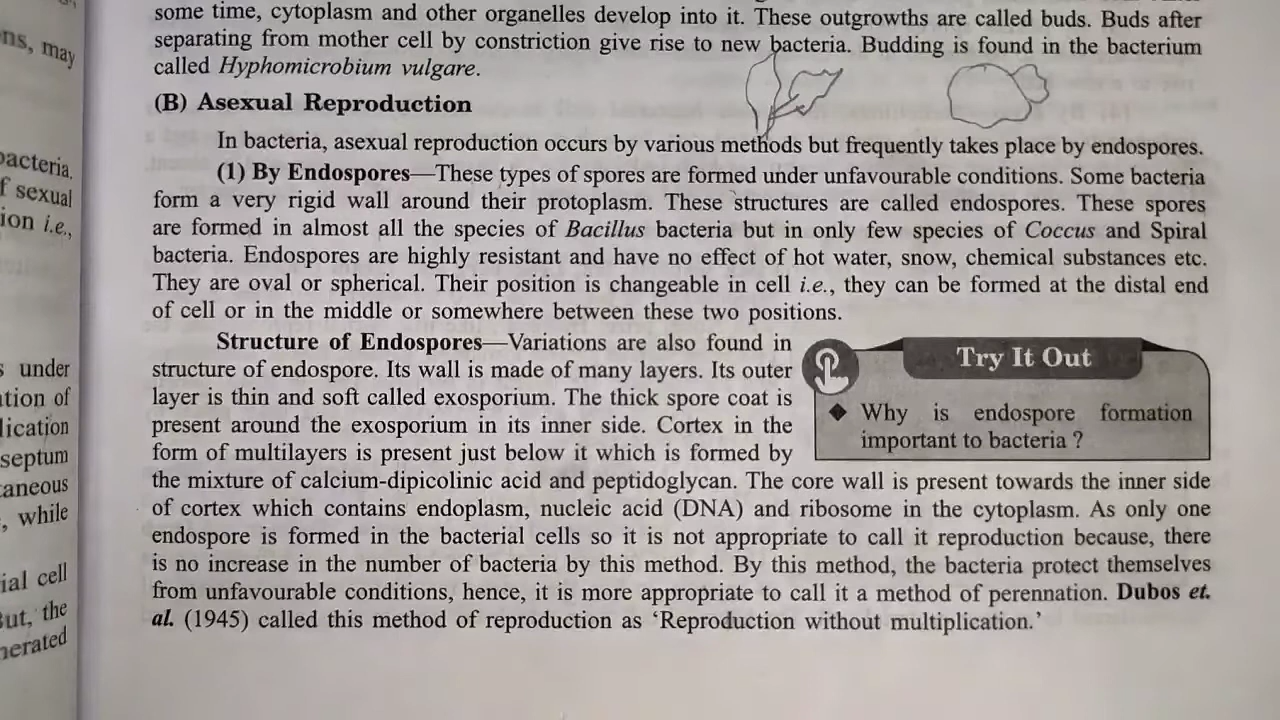 ns, may
bacteria.
f sexual
ion i.e.,
s under
ation of
lication
septum
aneous
, while
ial cell
But, the
nerated
some time, cytoplasm and other organelles develop into it. These outgrowths are called buds. Buds after
separating from mother cell by constriction give rise to new bacteria. Budding is found in the bacterium
called Hyphomicrobium vulgare.
(B) Asexual Reproduction
In bacteria, asexual reproduction occurs by various methods but frequently takes place by endospores.
(1) By Endospores—These types of spores are formed under unfavourable conditions. Some bacteria
form a very rigid wall around their protoplasm. These structures are called endospores. These spores
are formed in almost all the species of Bacillus bacteria but in only few species of Coccus and Spiral
bacteria. Endospores are highly resistant and have no effect of hot water, snow, chemical substances etc.
They are oval or spherical. Their position is changeable in cell i.e., they can be formed at the distal end
of cell or in the middle or somewhere between these two positions.
Structure of Endospores—Variations are also found in
structure of endospore. Its wall is made of many layers. Its outer
layer is thin and soft called exosporium. The thick spore coat is
present around the exosporium in its inner side. Cortex in the
form of multilayers is present just below it which is formed by
the mixture of calcium-dipicolinic acid and peptidoglycan. The core wall is present towards the inner side
of cortex which contains endoplasm, nucleic acid (DNA) and ribosome in the cytoplasm. As only one
endospore is formed in the bacterial cells so it is not appropriate to call it reproduction because, there
is no increase in the number of bacteria by this method. By this method, the bacteria protect themselves
from unfavourable conditions, hence, it is more appropriate to call it a method of perennation. Dubos et.
al. (1945) called this method of reproduction as ‘Reproduction without multiplication.’
Try It Out
◆ Why is endospore formation
important to bacteria ?